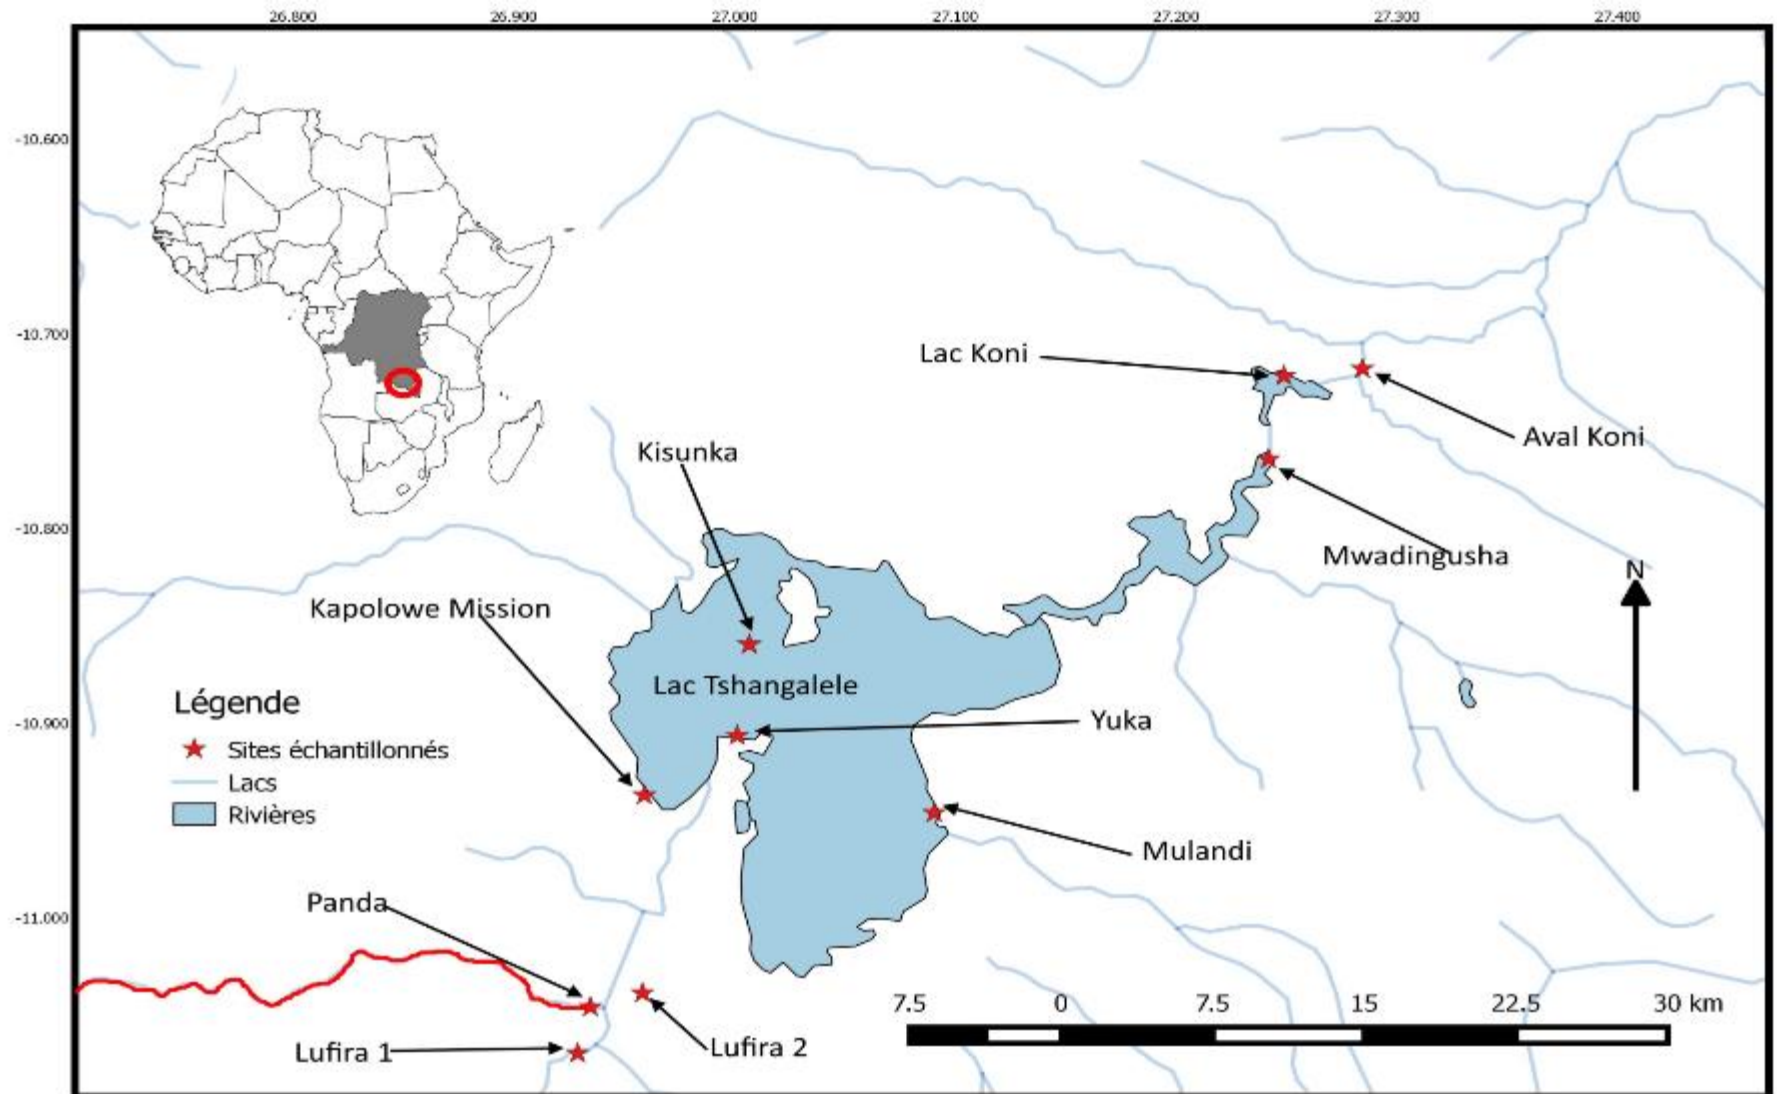 26.800 26.900 27.000 27.100 27.200 27.300 27.400
-10.600
-10.700
-10.800
-10.900
-11.000
Lac Koni
Aval Koni
Kisunka
Mwadingusha
N
Kapolowe Mission
Lac Tshangalele
Yuka
Légende
Sites échantillonnés
Lacs
Rivières
Mulandi
Panda
Lufira 1
Lufira 2
7.5 0 7.5 15 22.5 30 km